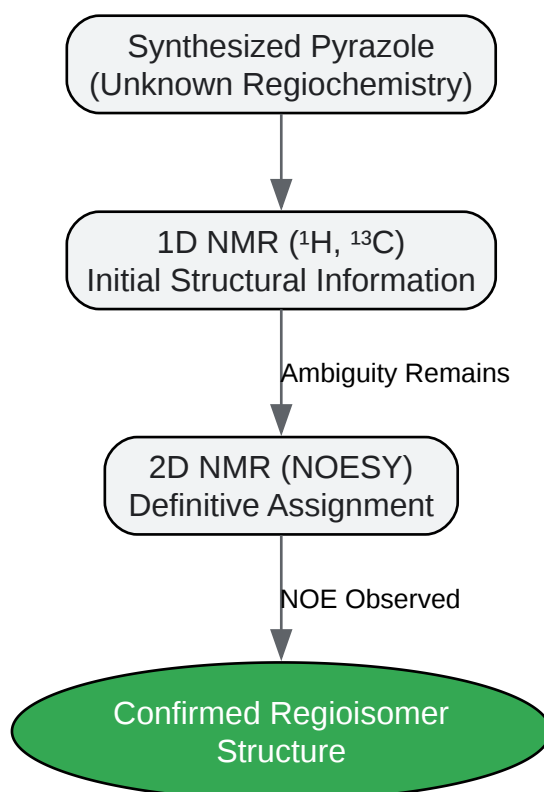 Synthesized Pyrazole
(Unknown Regiochemistry)
1D NMR (¹H, ¹³C)
Initial Structural Information
Ambiguity Remains
2D NMR (NOESY)
Definitive Assignment
NOE Observed
Confirmed Regioisomer
Structure